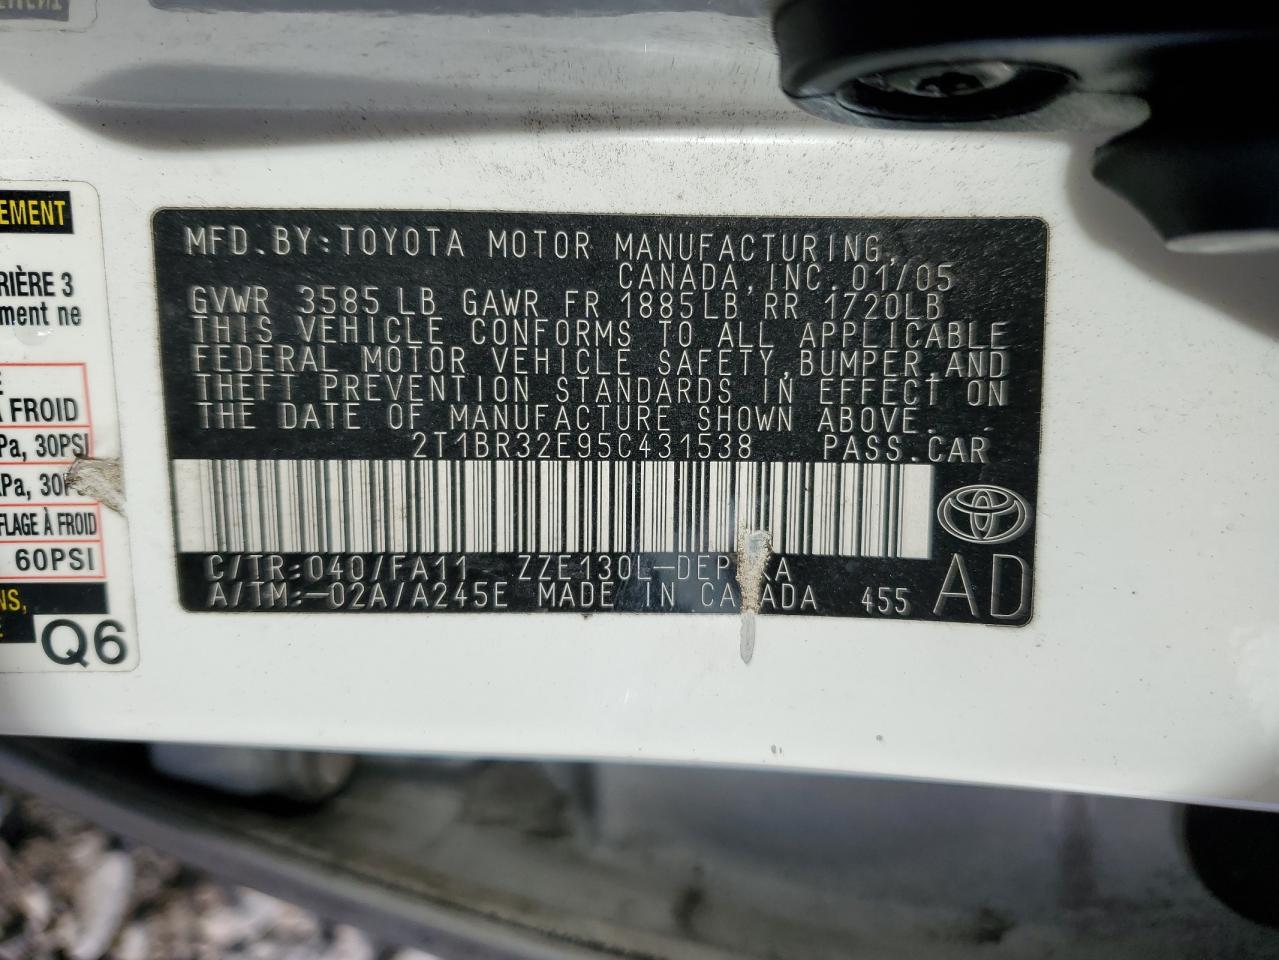 EMENT
RIÈRE 3
ment ne
E
A FROID
Pa, 30PSI
Pa, 30
FLAGE À FROID
60PSI
NS,
E
Q6
MFD.BY:TOYOTA MOTOR MANUFACTURING,
CANADA,INC.01/05
GVWR 3585LB GAWR FR 1885LB RR 1720LB
THIS VEHICLE CONFORMS TO ALL APPLICABLE
FEDERAL MOTOR VEHICLE SAFETY,BUMPER,AND
THEFT PREVENTION STANDARDS IN EFFECT ON
THE DATE OF MANUFACTURE SHOWN ABOVE.
2T1BR32E95C431538 PASS.CAR
C/TR:040/FA11 ZZE130L-DEP KA
A/TM:-02A/A245E MADE IN CANADA 455 AD